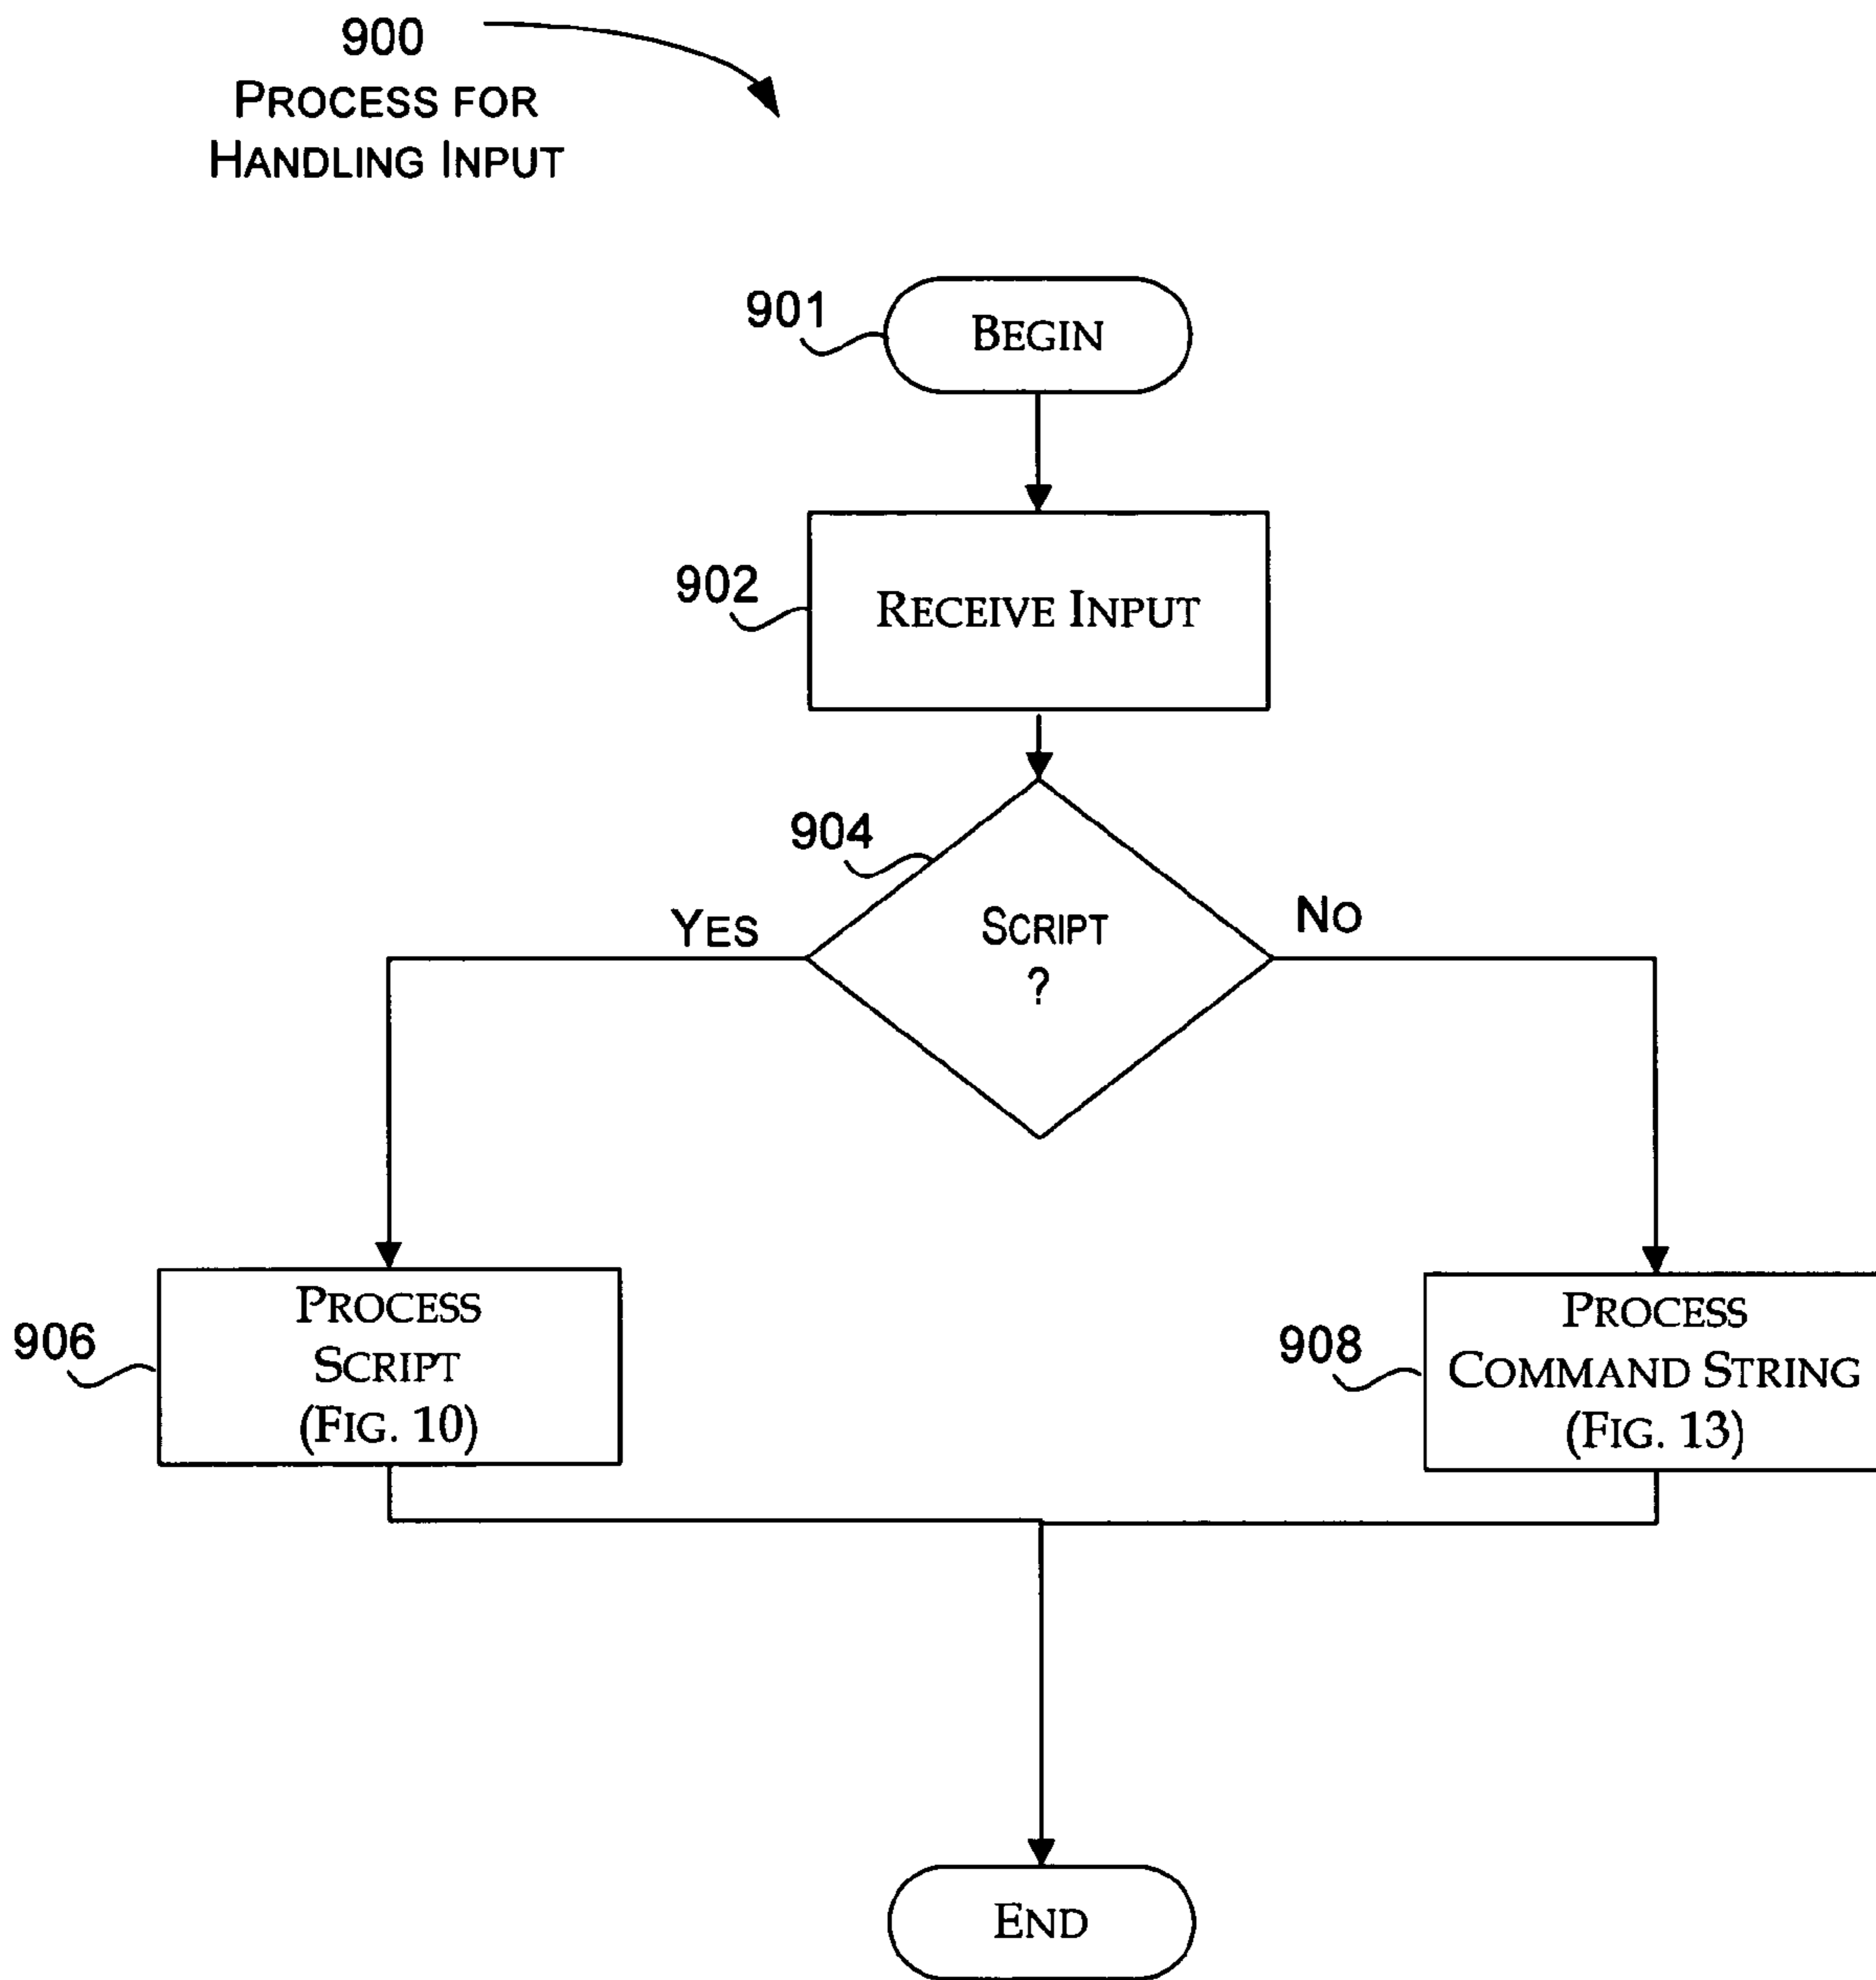 900
PROCESS FOR
HANDLING INPUT
901
BEGIN
902
RECEIVE INPUT
904
SCRIPT
?
YES
NO
906
PROCESS
SCRIPT
(FIG. 10)
908
PROCESS
COMMAND STRING
(FIG. 13)
END